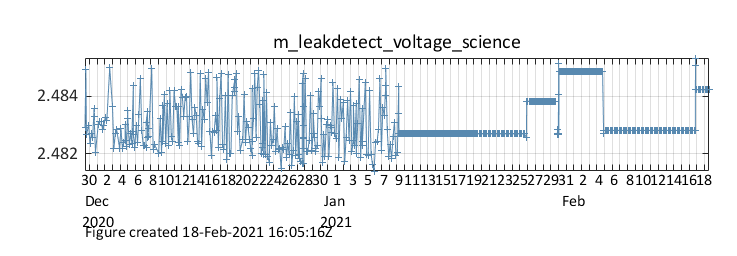 m_leakdetect_voltage_science
2.484
2.482
30 2 4 6 8 10 12 14 16 18 20 22 24 26 28 30 1 3 5 7 9 11 13 15 17 19 21 23 25 27 29 31 2 4 6 8 10 12 14 16 18
Dec Jan Feb
2020 2021
Figure created 18-Feb-2021 16:05:16Z